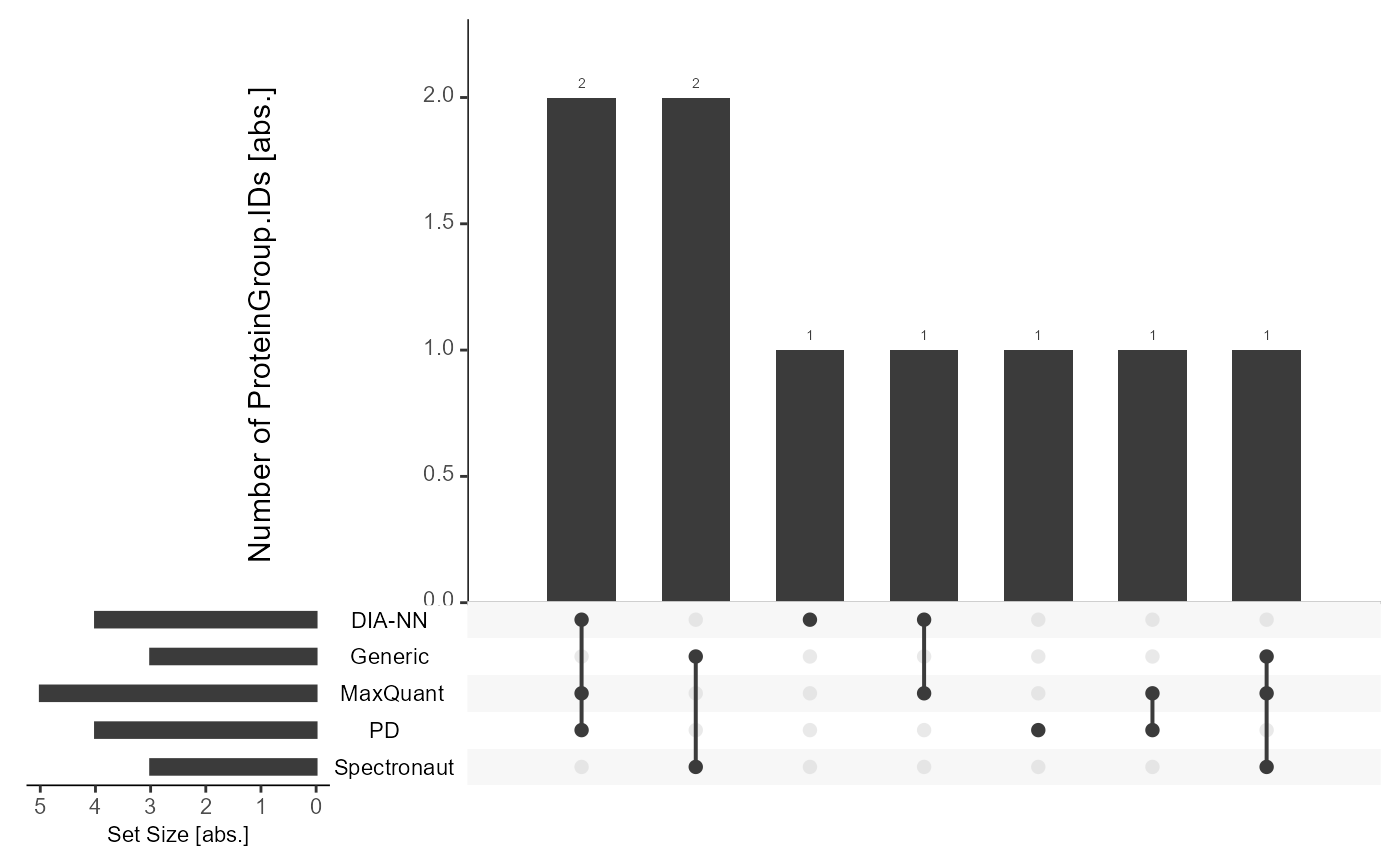 Number of ProteinGroup.IDs [abs.]
2.0
1.5
1.0
0.5
0.0
2
2
1
1
1
1
1
DIA-NN
Generic
MaxQuant
PD
Spectronaut
5 4 3 2 1 0
Set Size [abs.]